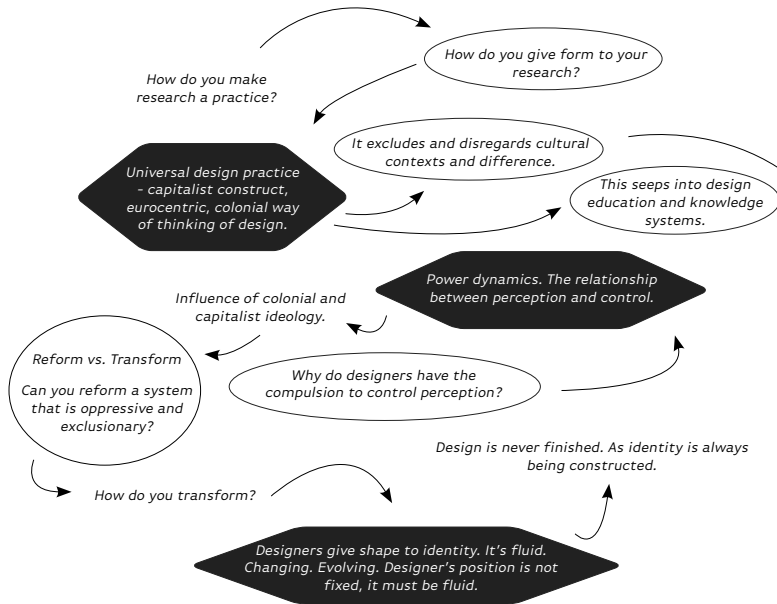 How do you make
research a practice?
How do you give form to your
research?
It excludes and disregards cultural
contexts and difference.
Universal design practice
- capitalist construct,
eurocentric, colonial way
of thinking of design.
This seeps into design
education and knowledge
systems.
Power dynamics. The relationship
between perception and control.
Influence of colonial and
capitalist ideology.
Reform vs. Transform
Can you reform a system
that is oppressive and
exclusionary?
Why do designers have the
compulsion to control perception?
Design is never finished. As identity is always
being constructed.
How do you transform?
Designers give shape to identity. It's fluid.
Changing. Evolving. Designer's position is not
fixed, it must be fluid.